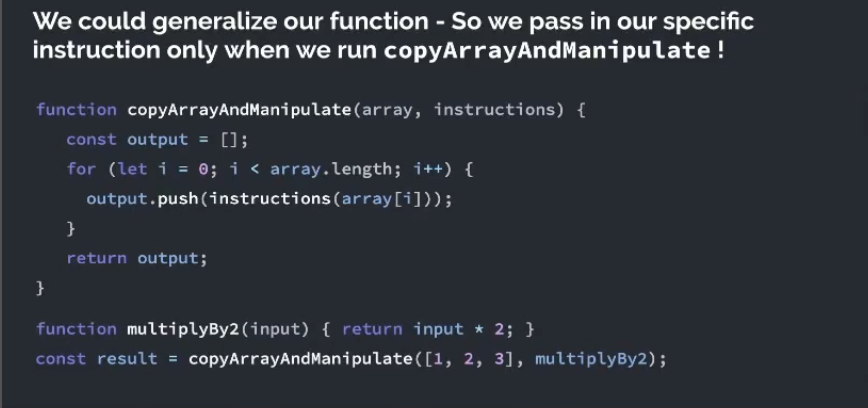 We could generalize our function - So we pass in our specific
instruction only when we run copyArrayAndManipulate !
function copyArrayAndManipulate(array, instructions) {
const output = [];
for (let i = 0; i < array.length; i++) {
output.push(instructions(array[i]));
}
return output;
}
function multiplyBy2(input) { return input * 2; }
const result = copyArrayAndManipulate([1, 2, 3], multiplyBy2);